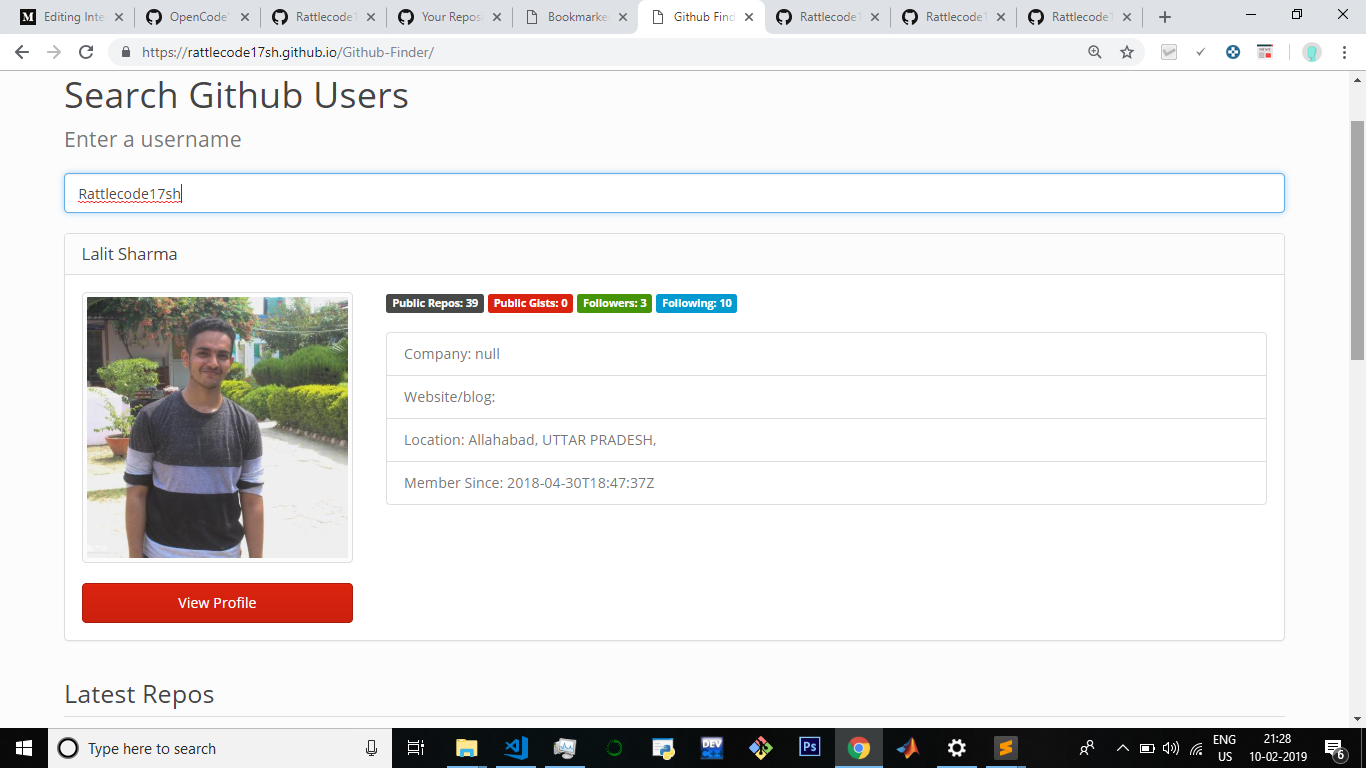 Editing Inte
OpenCode'
Rattlecode1
Your Reposi
Bookmarke
Github Find
Rattlecode1
Rattlecode1
Rattlecode1
https://rattlecode17sh.github.io/Github-Finder/
Search Github Users
Enter a username
Rattlecode17sh
Lalit Sharma
Public Repos: 39
Public Gists: 0
Followers: 3
Following: 10
Company: null
Website/blog:
Location: Allahabad, UTTAR PRADESH,
Member Since: 2018-04-30T18:47:37Z
View Profile
Latest Repos
Type here to search
DEV
Ps
ENG
US
21:28
10-02-2019
6